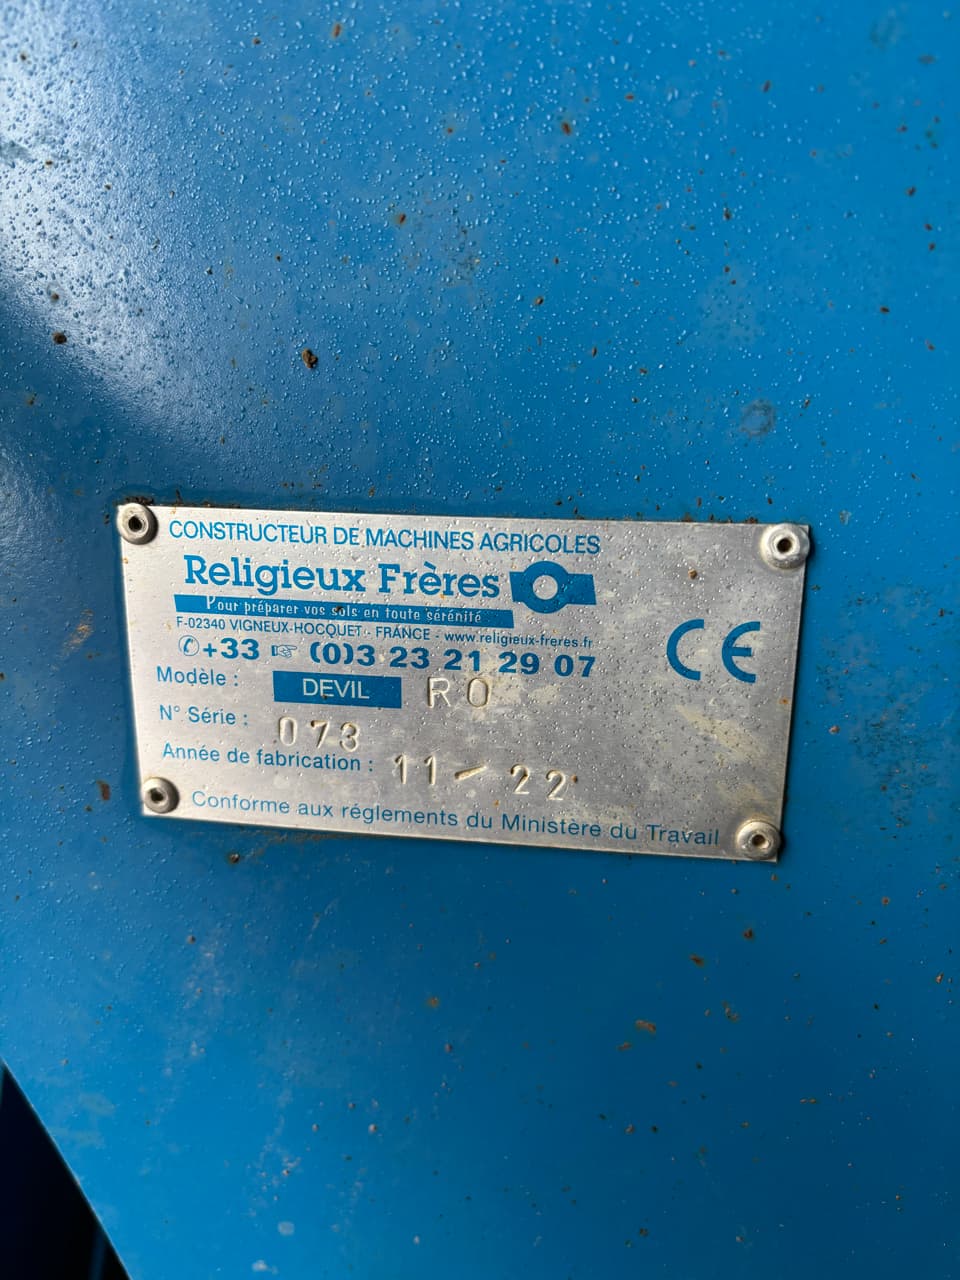 CONSTRUCTEUR DE MACHINES AGRICOLES
Religieux Frères
Pour préparer vos sols en toute sérénité
F-02340 VIGNEUX-HOCQUET - FRANCE - www.religieux-freres.fr
✆+33 ☞ (0)3 23 21 29 07
Modèle : DEVIL RO
N° Série : 073
Année de fabrication : 11/22
Conforme aux réglements du Ministère du Travail
CE